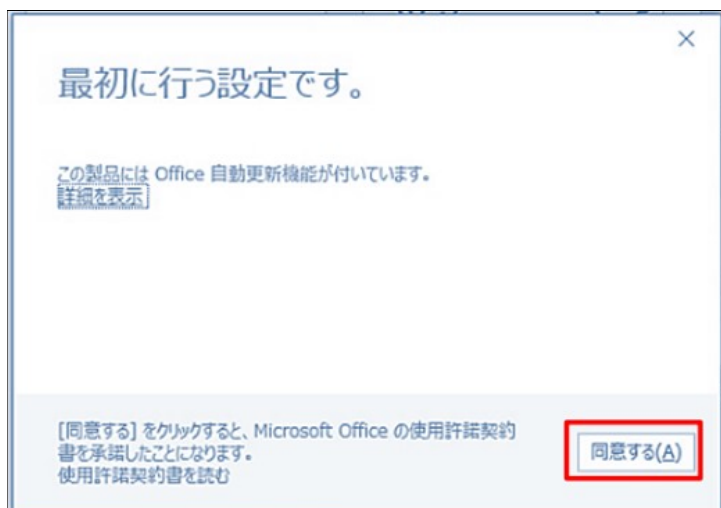 最初に行う設定です。
この製品には Office 自動更新機能が付いています。
詳細を表示
[同意する] をクリックすると、Microsoft Office の使用許諾契約
書を承諾したことになります。
使用許諾契約書を読む
同意する(A)